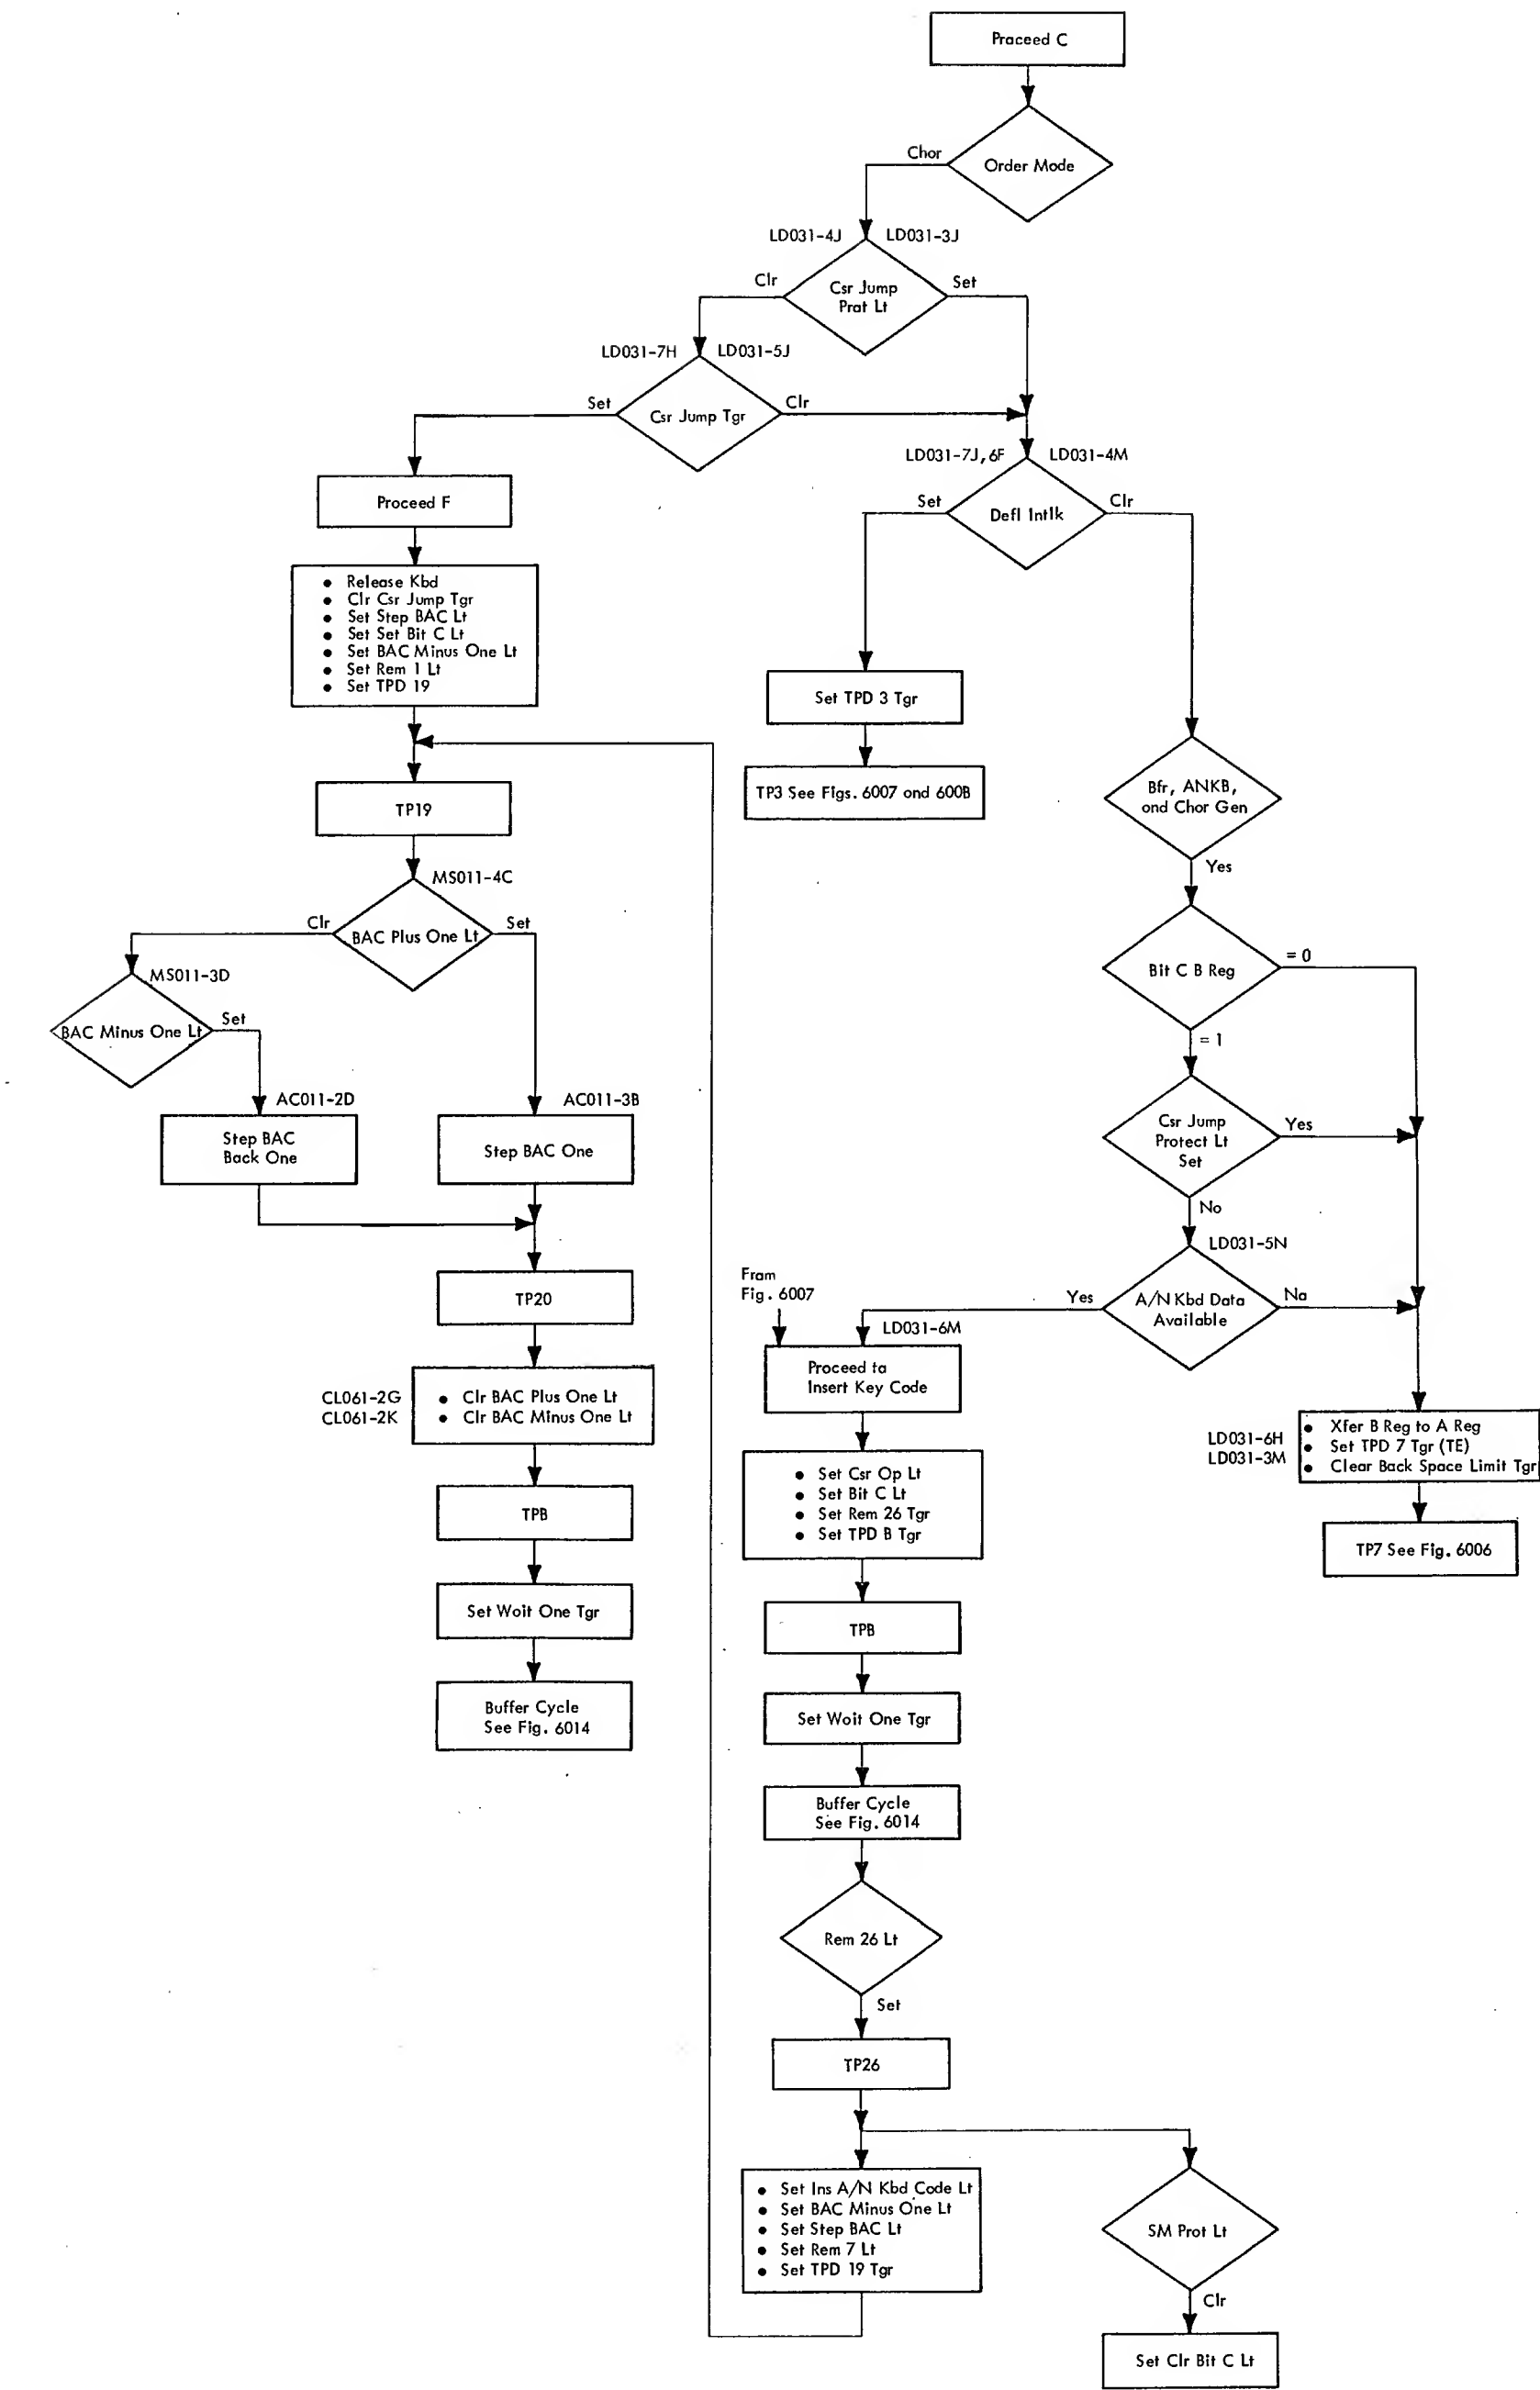 Praceed C
Order Mode
Chor
LD031-4J
LD031-3J
Clr
Csr Jump
Prat Lt
Set
LD031-7H
LD031-5J
Set
Csr Jump Tgr
Clr
LD031-7J, 6F
LD031-4M
Set
Defl Intlk
Clr
Proceed F
• Release Kbd
• Clr Csr Jump Tgr
• Set Step BAC Lt
• Set Set Bit C Lt
• Set BAC Minus One Lt
• Set Rem 1 Lt
• Set TPD 19
Set TPD 3 Tgr
TP3 See Figs. 6007 ond 600B
Bfr, ANKB,
ond Chor Gen
Yes
TP19
MS011-4C
Clr
BAC Plus One Lt
Set
MS011-3D
BAC Minus One Lt
Set
Bit C B Reg
= 0
= 1
AC011-2D
AC011-3B
Step BAC
Back One
Step BAC One
Csr Jump
Protect Lt
Set
Yes
No
LD031-5N
TP20
Fram
Fig. 6007
Yes
A/N Kbd Data
Available
Na
LD031-6M
Proceed ta
Insert Key Code
CL061-2G
CL061-2K
• Clr BAC Plus One Lt
• Clr BAC Minus One Lt
LD031-6H
LD031-3M
• Xfer B Reg to A Reg
• Set TPD 7 Tgr (TE)
• Clear Back Space Limit Tgr
• Set Csr Op Lt
• Set Bit C Lt
• Set Rem 26 Tgr
• Set TPD B Tgr
TPB
TP7 See Fig. 6006
Set Woit One Tgr
TPB
Buffer Cycle
See Fig. 6014
Set Woit One Tgr
Buffer Cycle
See Fig. 6014
Rem 26 Lt
Set
TP26
• Set Ins A/N Kbd Code Lt
• Set BAC Minus One Lt
• Set Step BAC Lt
• Set Rem 7 Lt
• Set TPD 19 Tgr
SM Prot Lt
Clr
Set Clr Bit C Lt